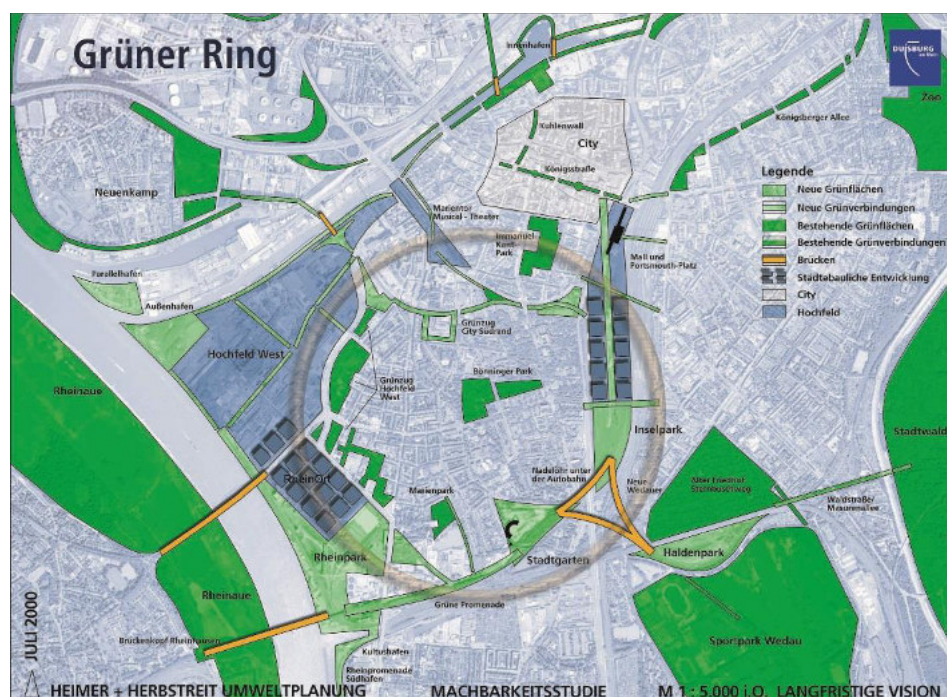 Grüner Ring
Innenhafen
DUISBURG
am Rhein
Zoo
Königsberger Allee
Kuhlenwall
City
Königsstraße
Legende
Neue Grünflächen
Neue Grünverbindungen
Bestehende Grünflächen
Bestehende Grünverbindungen
Brücken
Städtebauliche Entwicklung
City
Hochfeld
Neuenkamp
Marientor
Musical - Theater
Immanuel-
Kant-
Park
Mall und
Portsmouth-Platz
Parallelhafen
Außenhafen
Hochfeld West
Grünzug
City Südrand
Grünzug
Hochfeld
West
Böninger Park
Rheinaue
Inselpark
Stadtwald
RheinOrt
Nadelöhr unter
der Autobahn
Neue
Wedauer
Alter Friedhof
Sternbuschweg
Waldstraße/
Masurenallee
Marienpark
Rheinpark
Stadtgarten
Haldenpark
Rheinaue
Grüne Promenade
Brückenkopf Rheinhausen
Kultushafen
Rheinpromenade
Südhafen
Sportpark Wedau
JULI 2000
HEIMER + HERBSTREIT UMWELTPLANUNG
MACHBARKEITSSTUDIE
M 1 : 5 000 i.O.
LANGFRISTIGE VISION